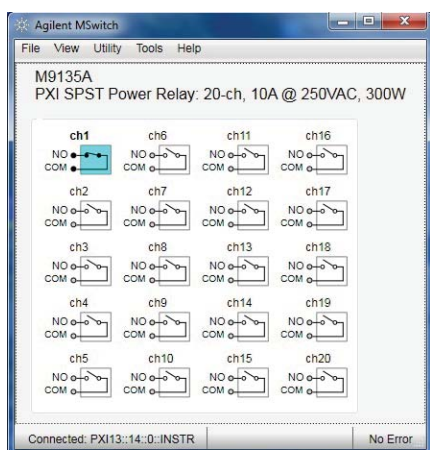 Agilent MSwitch
File View Utility Tools Help
M9135A
PXI SPST Power Relay: 20-ch, 10A @ 250VAC, 300W
ch1 ch6 ch11 ch16
NO NO NO NO
COM COM COM COM
ch2 ch7 ch12 ch17
NO NO NO NO
COM COM COM COM
ch3 ch8 ch13 ch18
NO NO NO NO
COM COM COM COM
ch4 ch9 ch14 ch19
NO NO NO NO
COM COM COM COM
ch5 ch10 ch15 ch20
NO NO NO NO
COM COM COM COM
Connected: PXI13::14::0::INSTR No Error